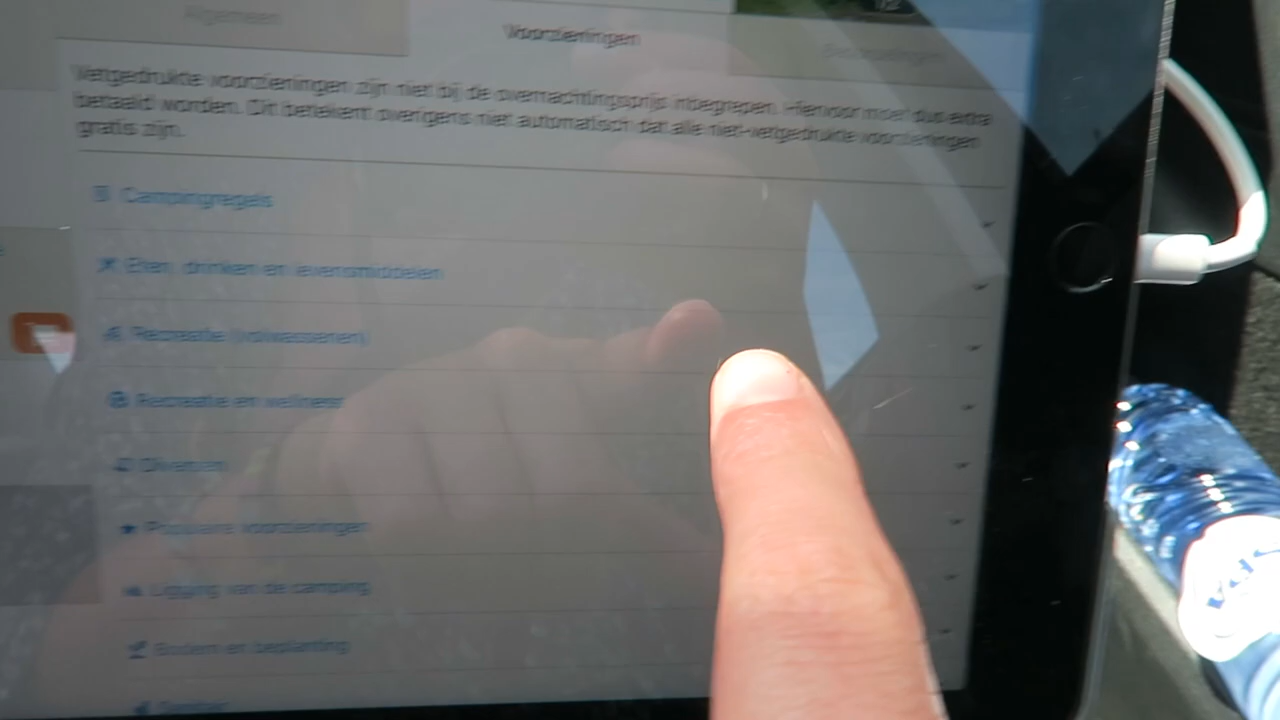 Algemeen
Voorzieningen
Vetgedrukte voorzieningen zijn niet bij de overnachtingsprijs inbegrepen. Hiervoor moet dus extra
betaald worden. Dit betekent overigens niet automatisch dat alle niet-vetgedrukte voorzieningen
gratis zijn.
Campingregels
Eten, drinken en levensmiddelen
Recreatie (volwassenen)
Recreatie en wellness
Diversen
Populaire voorzieningen
Ligging van de camping
Bodem en beplanting